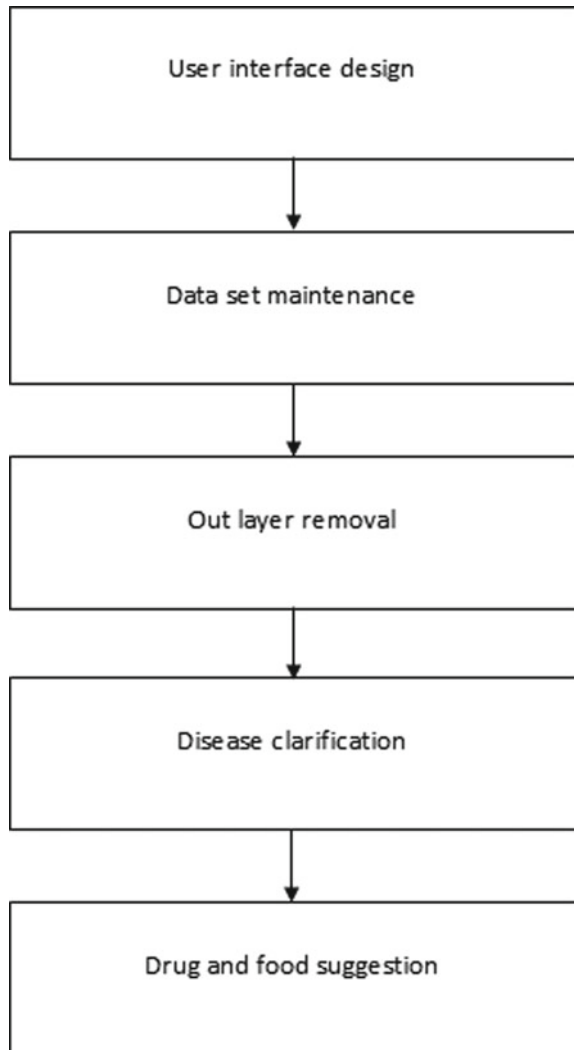 User interface design
Data set maintenance
Out layer removal
Disease clarification
Drug and food suggestion